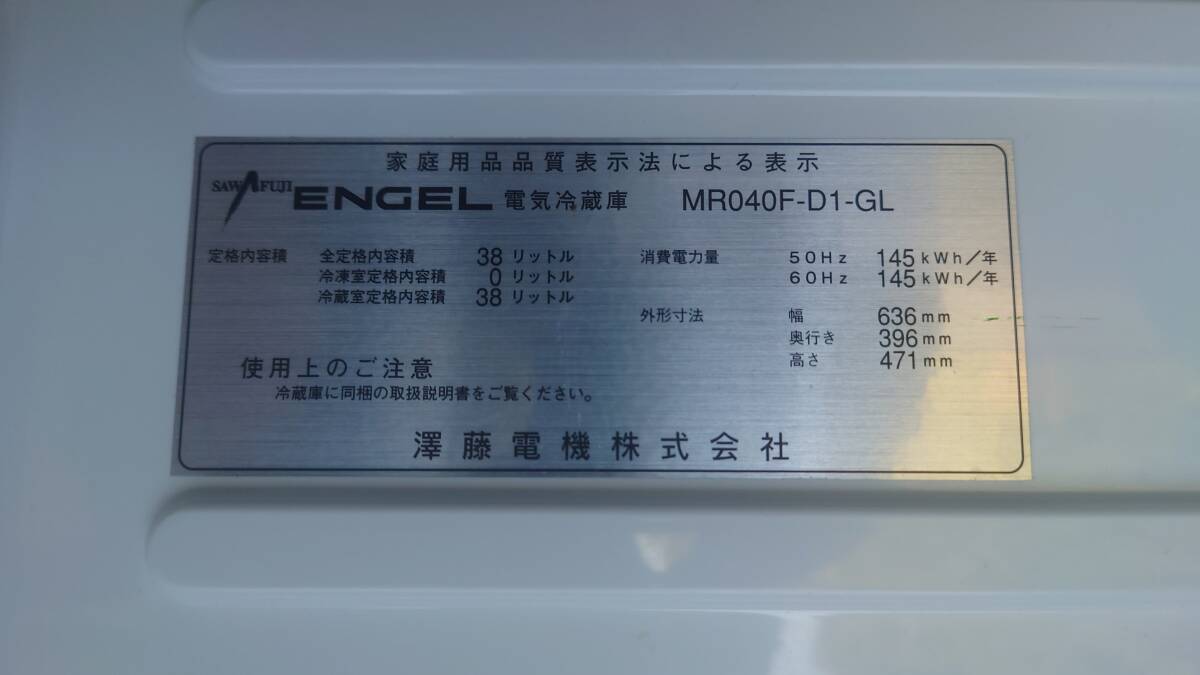 家庭用品品質表示法による表示
SAWAFUJI ENGEL 電気冷蔵庫 MR040F-D1-GL
定格内容積 全定格内容積 38 リットル 消費電力量 50Hz 145 kWh/年
冷凍室定格内容積 0 リットル 60Hz 145 kWh/年
冷蔵室定格内容積 38 リットル
外形寸法 幅 636 mm
奥行き 396 mm
高さ 471 mm
使用上のご注意
冷蔵庫に同梱の取扱説明書をご覧ください。
澤藤電機株式会社